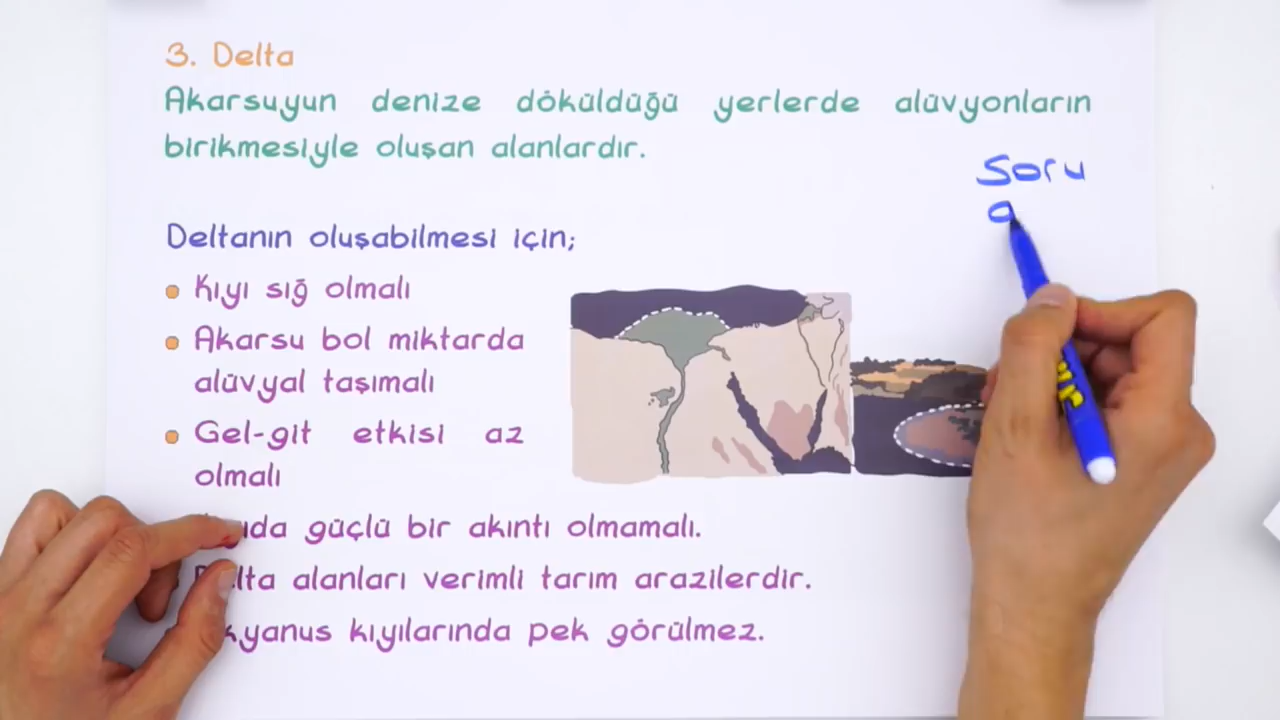 3. Delta
Akarsuyun denize döküldüğü yerlerde alüvyonların
birikmesiyle oluşan alanlardır.
Soru
Deltanın oluşabilmesi için;
Kıyı sığ olmalı
Akarsu bol miktarda
alüvyal taşımalı
Gel-git etkisi az
olmalı
güçlü bir akıntı olmamalı.
Delta alanları verimli tarım arazilerdir.
kıyılarında pek görülmez.